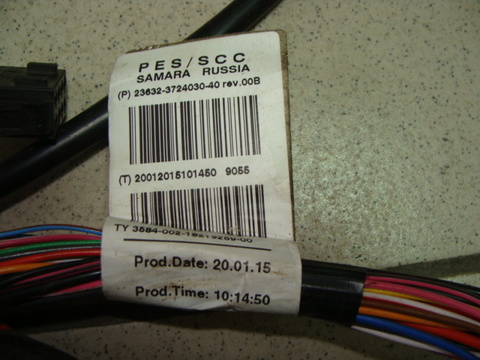 PES/SCC
SAMARA RUSSIA
(P) 23632-3724030-40 rev.00B
(T) 20012015101450 9055
TY
Prod.Date: 20.01.15
Prod.Time: 10:14:50